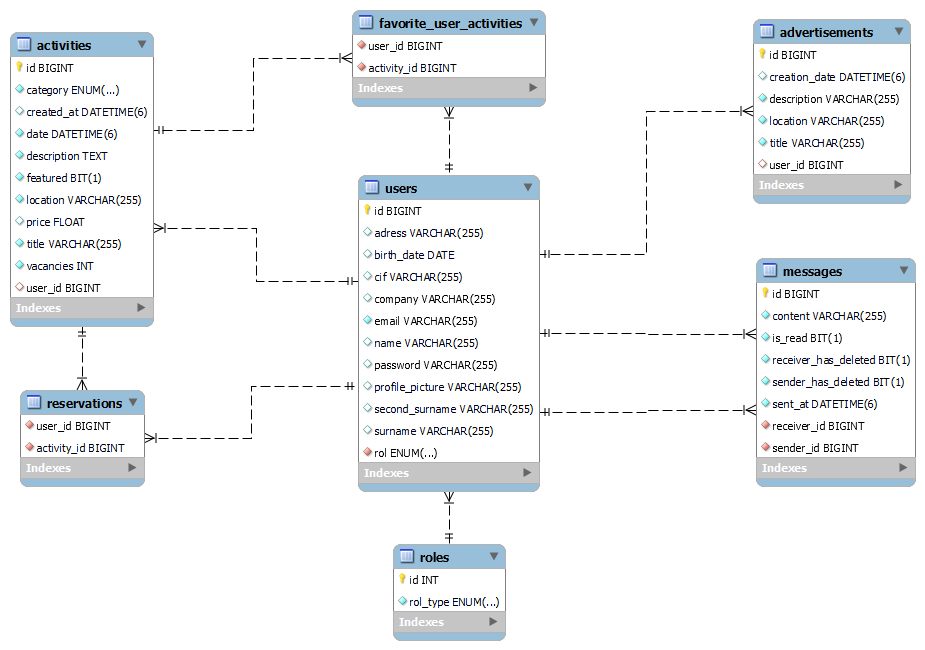 activities
id BIGINT
category ENUM(...)
created_at DATETIME(6)
date DATETIME(6)
description TEXT
featured BIT(1)
location VARCHAR(255)
price FLOAT
title VARCHAR(255)
vacancies INT
user_id BIGINT
Indexes
favorite_user_activities
user_id BIGINT
activity_id BIGINT
Indexes
advertisements
id BIGINT
creation_date DATETIME(6)
description VARCHAR(255)
location VARCHAR(255)
title VARCHAR(255)
user_id BIGINT
Indexes
users
id BIGINT
adress VARCHAR(255)
birth_date DATE
cif VARCHAR(255)
company VARCHAR(255)
email VARCHAR(255)
name VARCHAR(255)
password VARCHAR(255)
profile_picture VARCHAR(255)
second_surname VARCHAR(255)
surname VARCHAR(255)
rol ENUM(...)
Indexes
messages
id BIGINT
content VARCHAR(255)
is_read BIT(1)
receiver_has_deleted BIT(1)
sender_has_deleted BIT(1)
sent_at DATETIME(6)
receiver_id BIGINT
sender_id BIGINT
Indexes
reservations
user_id BIGINT
activity_id BIGINT
Indexes
roles
id INT
rol_type ENUM(...)
Indexes